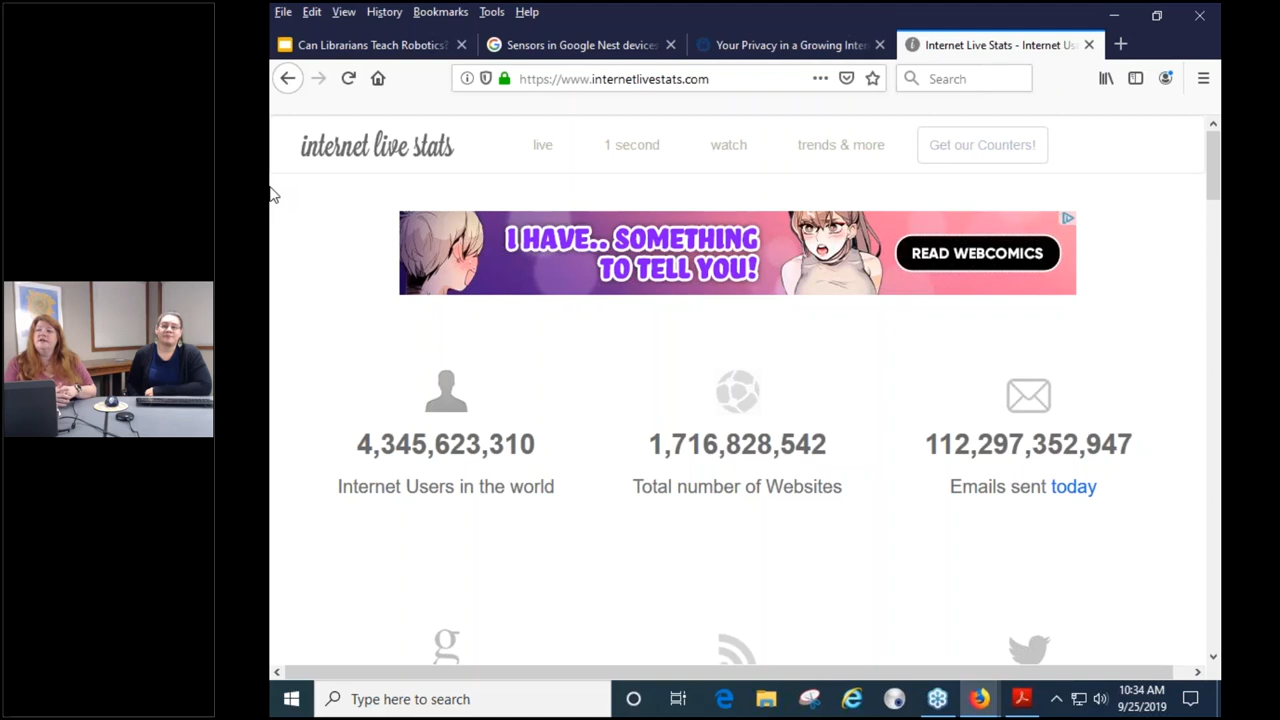 File Edit View History Bookmarks Tools Help
Can Librarians Teach Robotics?
Sensors in Google Nest devices
Your Privacy in a Growing Inter
Internet Live Stats - Internet Us
https://www.internetlivestats.com
Search
internet live stats
live
1 second
watch
trends & more
Get our Counters!
I HAVE.. SOMETHING
TO TELL YOU!
READ WEBCOMICS
4,345,623,310
Internet Users in the world
1,716,828,542
Total number of Websites
112,297,352,947
Emails sent today
Type here to search
10:34 AM
9/25/2019